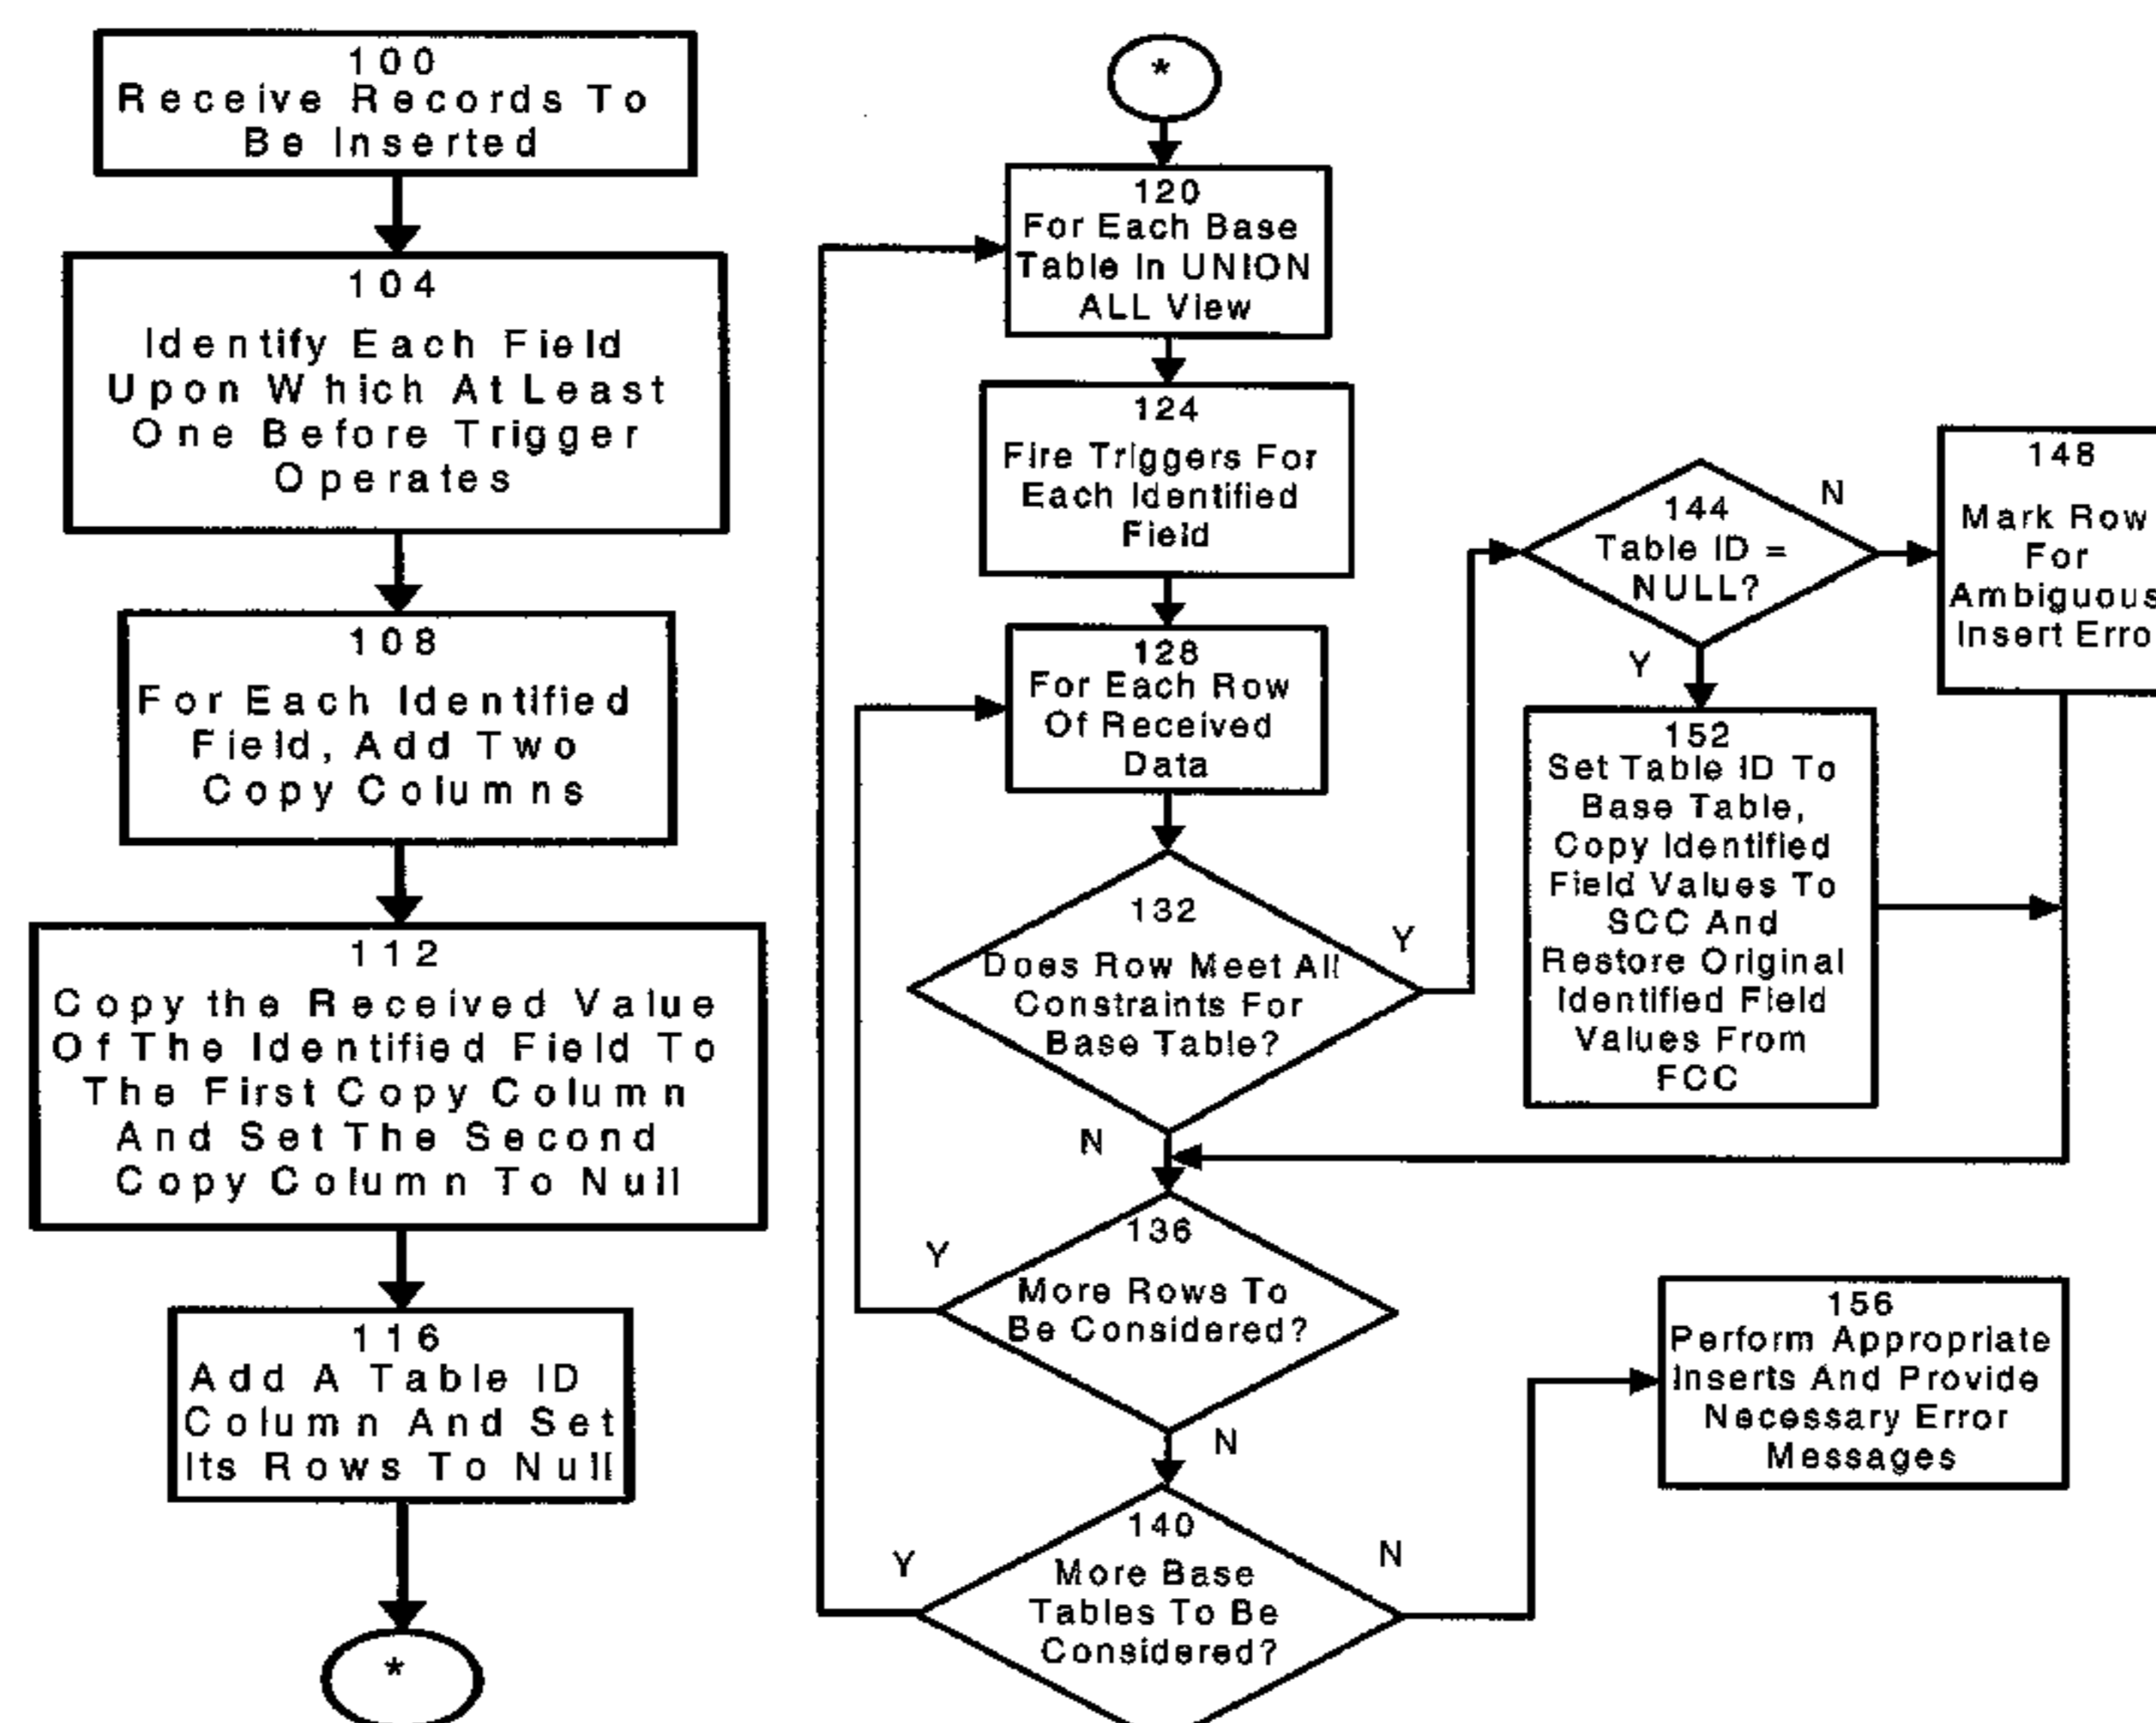 100
Receive Records To
Be Inserted
104
Identify Each Field
Upon Which At Least
One Before Trigger
Operates
108
For Each Identified
Field, Add Two
Copy Columns
112
Copy the Received Value
Of The Identified Field To
The First Copy Column
And Set The Second
Copy Column To Null
116
Add A Table ID
Column And Set
Its Rows To Null
*
*
120
For Each Base
Table In UNION
ALL View
124
Fire Triggers For
Each Identified
Field
128
For Each Row
Of Received
Data
132
Does Row Meet All
Constraints For
Base Table?
Y
N
136
More Rows To
Be Considered?
Y
N
140
More Base
Tables To Be
Considered?
Y
N
144
Table ID =
NULL?
N
Y
148
Mark Row
For
Ambiguous
Insert Erro
152
Set Table ID To
Base Table,
Copy Identified
Field Values To
SCC And
Restore Original
Identified Field
Values From
FCC
156
Perform Appropriate
Inserts And Provide
Necessary Error
Messages